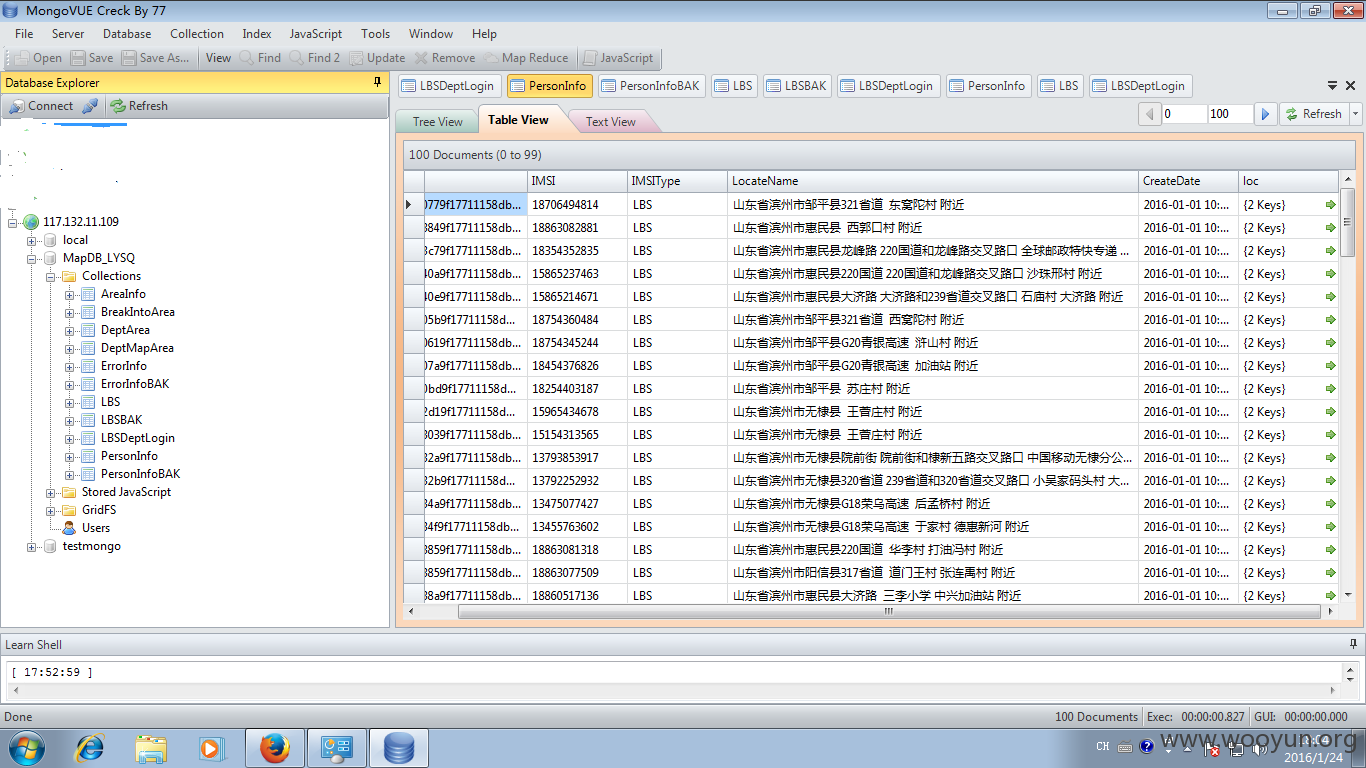 MongoVUE Creck By 77
File Server Database Collection Index JavaScript Tools Window Help
Open Save Save As... View Find Find 2 Update Remove Map Reduce JavaScript
Database Explorer
Connect Refresh
117.132.11.109
local
MapDB_LYSQ
Collections
AreaInfo
BreakIntoArea
DeptArea
DeptMapArea
ErrorInfo
ErrorInfoBAK
LBS
LBSBAK
LBSDeptLogin
PersonInfo
PersonInfoBAK
Stored JavaScript
GridFS
Users
testmongo
LBSDeptLogin PersonInfo PersonInfoBAK LBS LBSBAK LBSDeptLogin PersonInfo LBS LBSDeptLogin
Tree View Table View Text View 0 100 Refresh
100 Documents (0 to 99)
IMSI IMSIType LocateName CreateDate loc
0779f17711158db... 18706494814 LBS 山东省滨州市邹平县321省道 东窝陀村 附近 2016-01-01 10:... {2 Keys}
3849f17711158db... 18863082881 LBS 山东省滨州市惠民县 西郭口村 附近 2016-01-01 10:... {2 Keys}
3c79f17711158db... 18354352835 LBS 山东省滨州市惠民县龙峰路 220国道和龙峰路交叉路口 全球邮政特快专递 ... 2016-01-01 10:... {2 Keys}
40a9f17711158db... 15865237463 LBS 山东省滨州市惠民县220国道 220国道和龙峰路交叉路口 沙珠邢村 附近 2016-01-01 10:... {2 Keys}
40e9f17711158db... 15865214671 LBS 山东省滨州市惠民县大济路 大济路和239省道交叉路口 石庙村 大济路 附近 2016-01-01 10:... {2 Keys}
05b9f17711158d... 18754360484 LBS 山东省滨州市邹平县321省道 西窝陀村 附近 2016-01-01 10:... {2 Keys}
0619f17711158db... 18754345244 LBS 山东省滨州市邹平县G20青银高速 浒山村 附近 2016-01-01 10:... {2 Keys}
07a9f17711158db... 18454376826 LBS 山东省滨州市邹平县G20青银高速 加油站 附近 2016-01-01 10:... {2 Keys}
0bd9f17711158d... 18254403187 LBS 山东省滨州市邹平县 苏庄村 附近 2016-01-01 10:... {2 Keys}
2d19f17711158db... 15965434678 LBS 山东省滨州市无棣县 王菅庄村 附近 2016-01-01 10:... {2 Keys}
3039f17711158db... 15154313565 LBS 山东省滨州市无棣县 王菅庄村 附近 2016-01-01 10:... {2 Keys}
32a9f17711158db... 13793853917 LBS 山东省滨州市无棣县院前街 院前街和棣新五路交叉路口 中国移动无棣分公... 2016-01-01 10:... {2 Keys}
32b9f17711158db... 13792252932 LBS 山东省滨州市无棣县320省道 239省道和320省道交叉路口 小吴家码头村 大... 2016-01-01 10:... {2 Keys}
34a9f17711158db... 13475077427 LBS 山东省滨州市无棣县G18荣乌高速 后孟桥村 附近 2016-01-01 10:... {2 Keys}
34f9f17711158db... 13455763602 LBS 山东省滨州市无棣县G18荣乌高速 于家村 德惠新河 附近 2016-01-01 10:... {2 Keys}
3859f17711158db... 18863081318 LBS 山东省滨州市惠民县220国道 华李村 打油冯村 附近 2016-01-01 10:... {2 Keys}
3859f17711158db... 18863077509 LBS 山东省滨州市阳信县317省道 道门王村 张连禹村 附近 2016-01-01 10:... {2 Keys}
38a9f17711158db... 18860517136 LBS 山东省滨州市惠民县大济路 三李小学 中兴加油站 附近 2016-01-01 10:... {2 Keys}
Learn Shell
[ 17:52:59 ]
Done 100 Documents Exec: 00:00:00.827 GUI: 00:00:00.000
CH 18:04
2016/1/24
www.wooyun.org